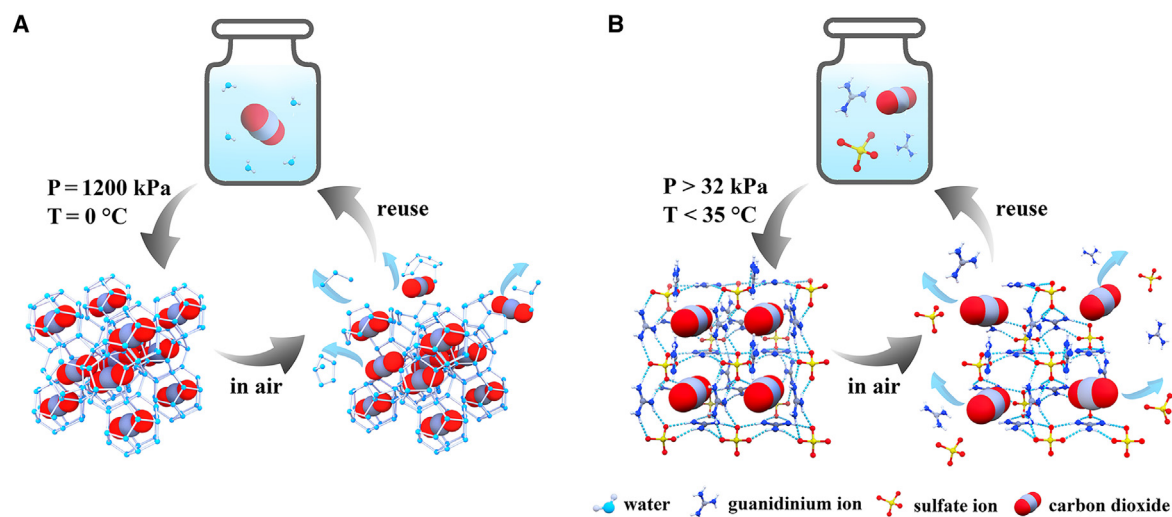 A
P = 1200 kPa
T = 0 °C
reuse
in air
B
P > 32 kPa
T < 35 °C
reuse
in air
water
guanidinium ion
sulfate ion
carbon dioxide